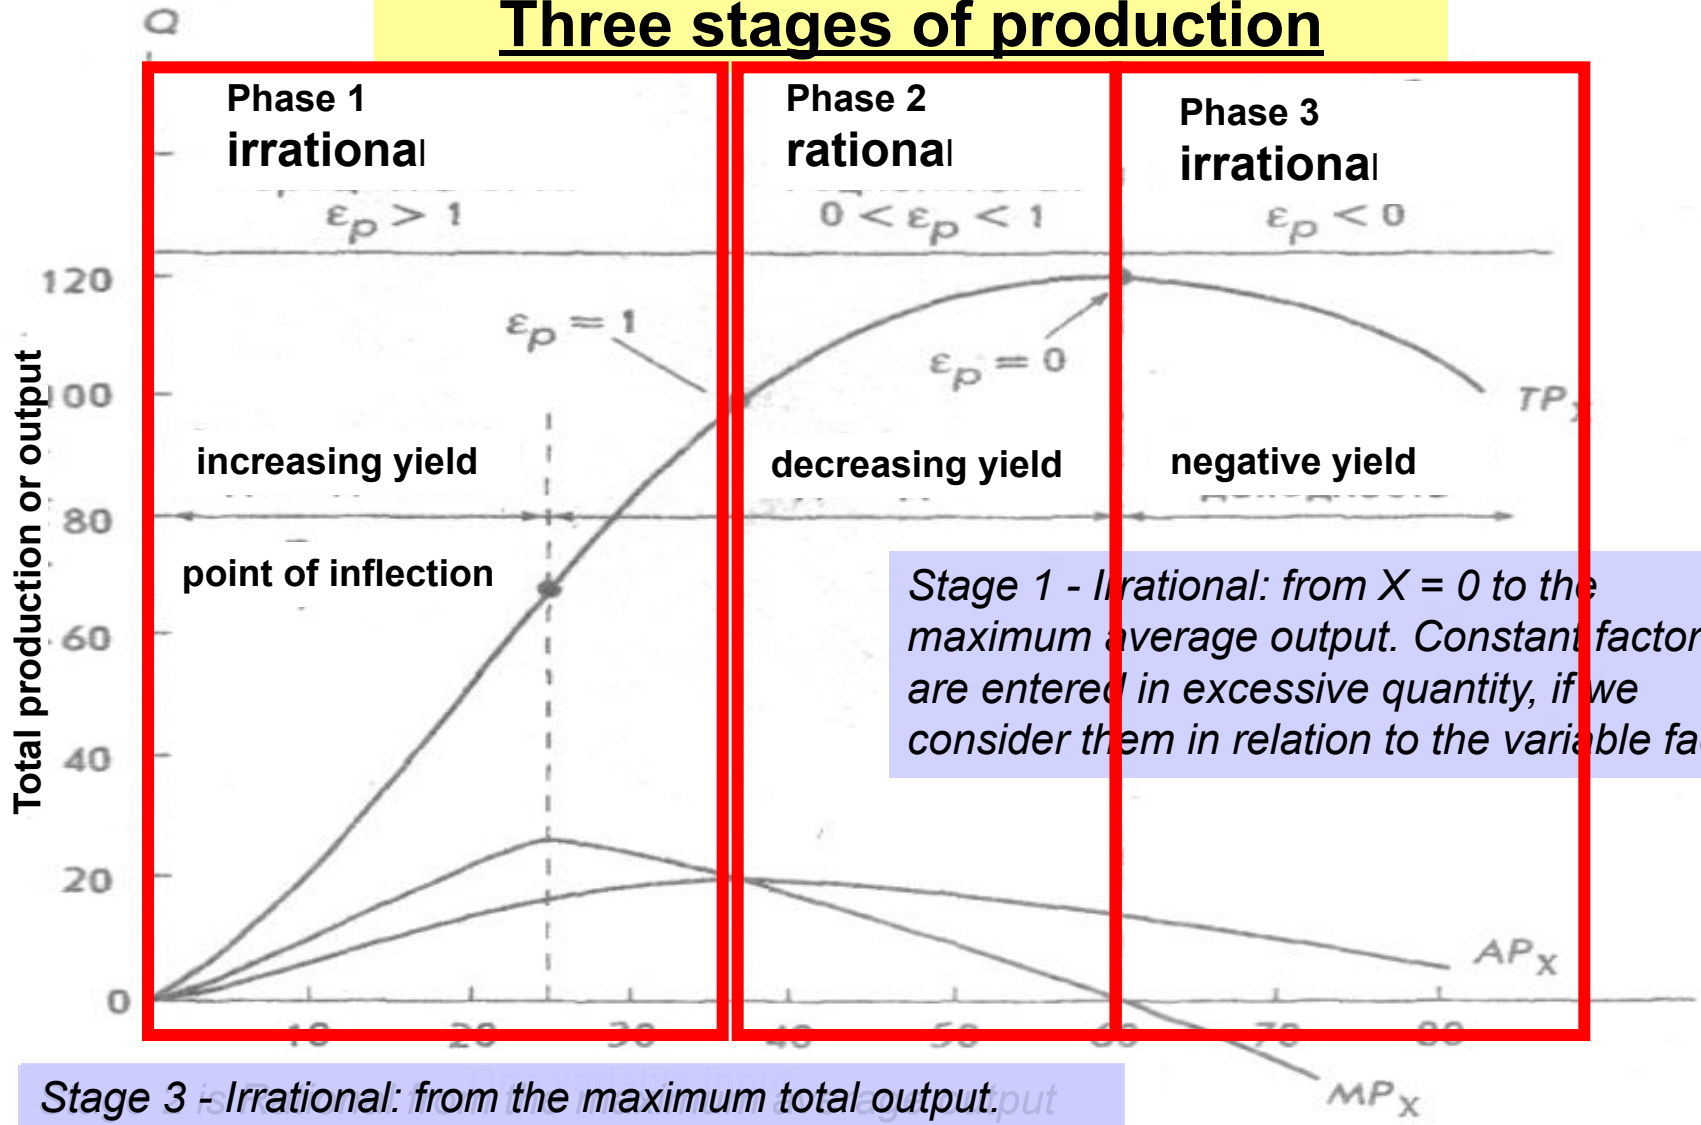 Three stages of production
Q
Phase 1
irrational
Phase 2
rational
Phase 3
irrational
εp > 1
0 < εp < 1
εp < 0
120
εp = 1
εp = 0
100
TPx
increasing yield
decreasing yield
negative yield
80
point of inflection
Stage 1 - Irrational: from X = 0 to the
maximum average output. Constant factor
are entered in excessive quantity, if we
consider them in relation to the variable
60
40
20
APx
0
10 20 30 40 50 60 70 80
MPx
Total production or output
Stage 3 - Irrational: from the maximum total output.